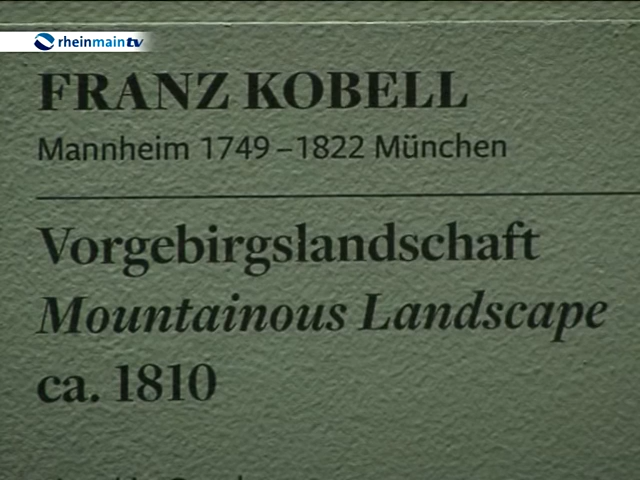 rheinmaintv
FRANZ KOBELL
Mannheim 1749 – 1822 München
Vorgebirgslandschaft
Mountainous Landscape
ca. 1810